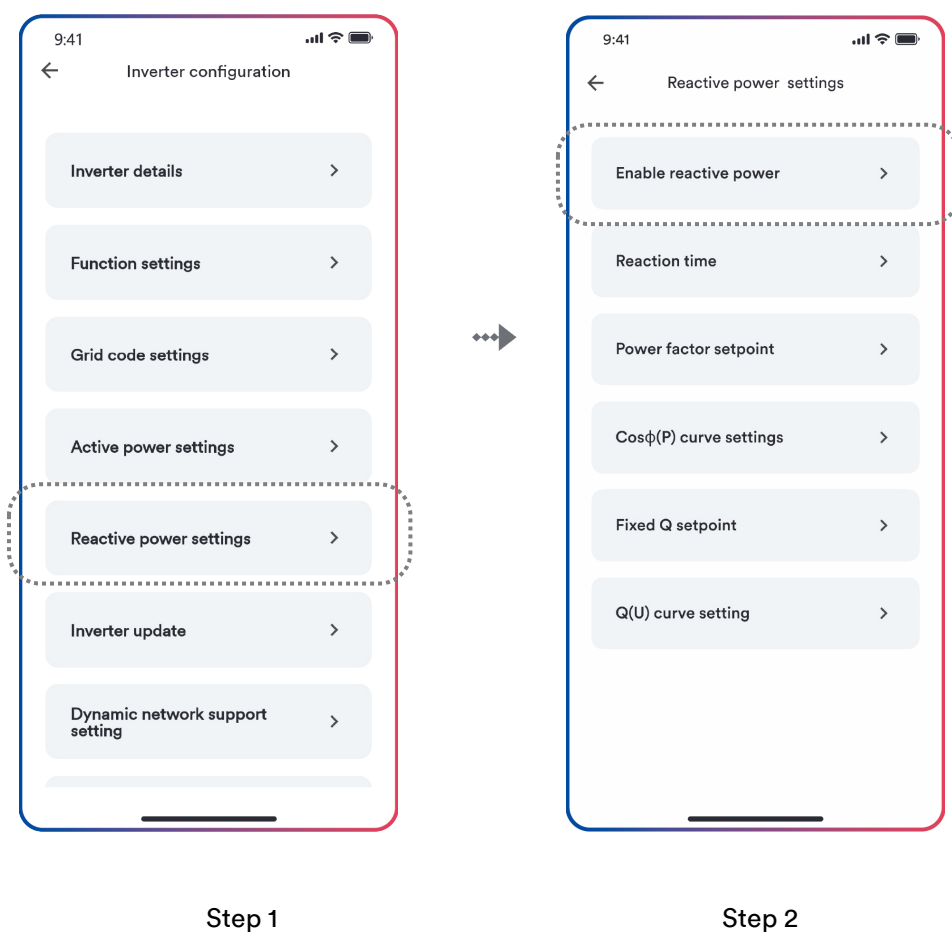 9:41
Inverter configuration
Inverter details
Function settings
Grid code settings
Active power settings
Reactive power settings
Inverter update
Dynamic network support
setting
9:41
Reactive power settings
Enable reactive power
Reaction time
Power factor setpoint
Cosϕ(P) curve settings
Fixed Q setpoint
Q(U) curve setting
Step 1
Step 2